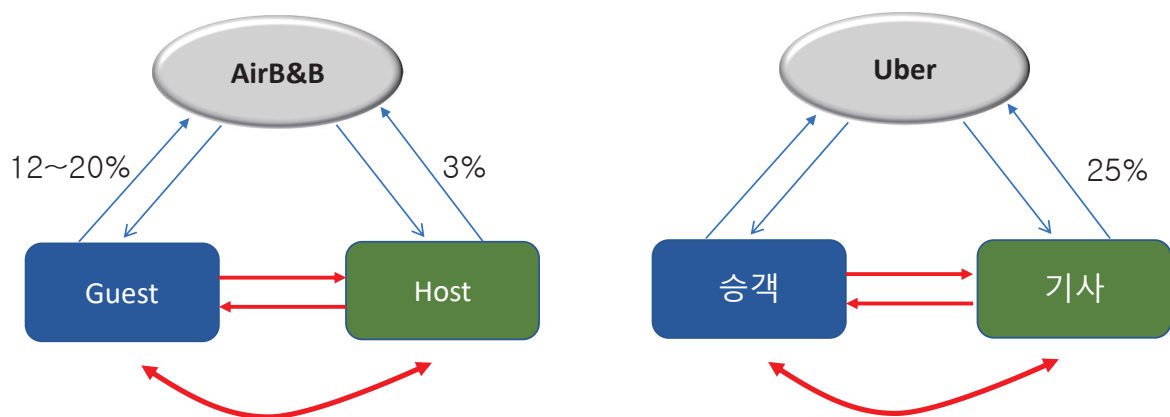 AirB&B
12~20%
3%
Guest
Host
Uber
25%
승객
기사